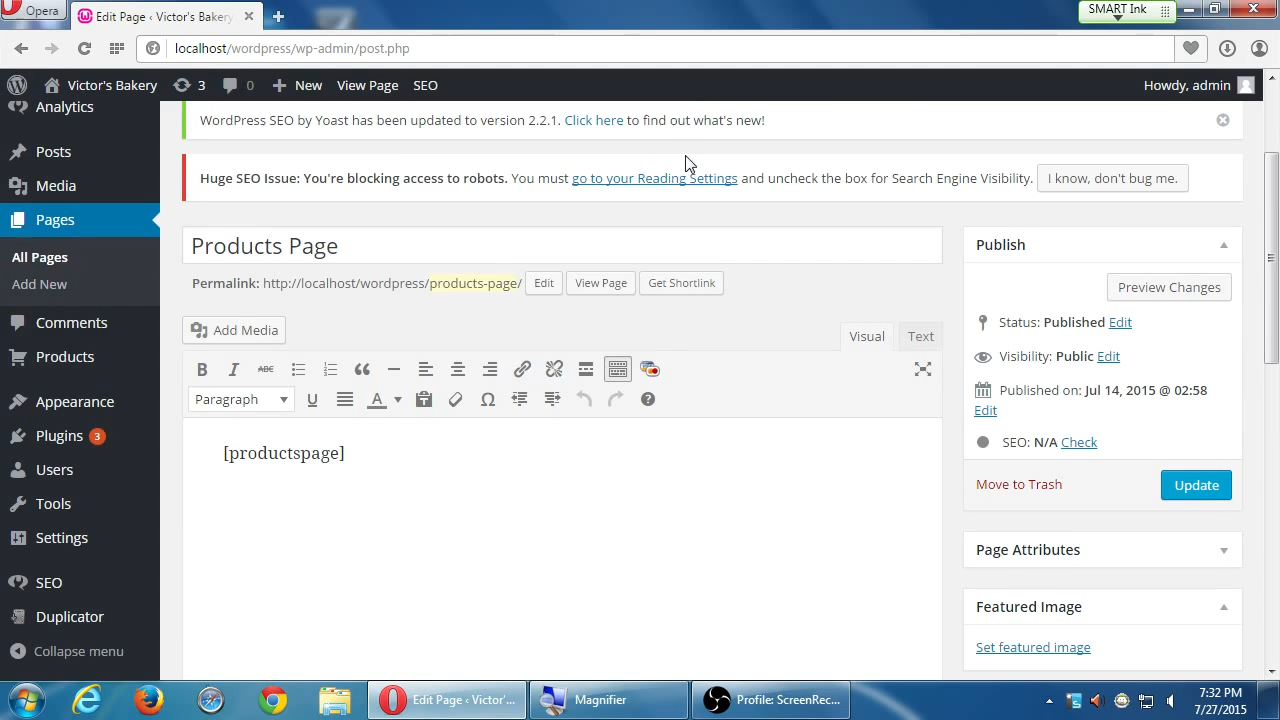 Opera
Edit Page ‹ Victor's Bakery
SMART Ink
localhost/wordpress/wp-admin/post.php
Victor's Bakery
3
0
New
View Page
SEO
Howdy, admin
Analytics
Posts
Media
Pages
All Pages
Add New
Comments
Products
Appearance
Plugins 3
Users
Tools
Settings
SEO
Duplicator
Collapse menu
WordPress SEO by Yoast has been updated to version 2.2.1. Click here to find out what's new!
Huge SEO Issue: You're blocking access to robots. You must go to your Reading Settings and uncheck the box for Search Engine Visibility. I know, don't bug me.
Products Page
Permalink: http://localhost/wordpress/products-page/ Edit View Page Get Shortlink
Add Media
Visual Text
B I ABC
Paragraph U A Ω
[productspage]
Publish
Preview Changes
Status: Published Edit
Visibility: Public Edit
Published on: Jul 14, 2015 @ 02:58
Edit
SEO: N/A Check
Move to Trash Update
Page Attributes
Featured Image
Set featured image
Edit Page ‹ Victor'...
Magnifier
Profile: ScreenRec...
7:32 PM
7/27/2015